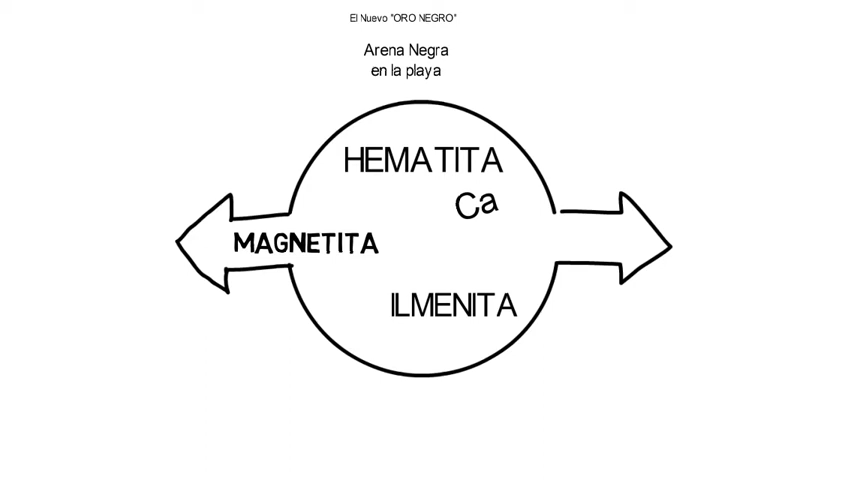 El Nuevo "ORO NEGRO"
Arena Negra
en la playa
HEMATITA
Ca
MAGNETITA
ILMENITA